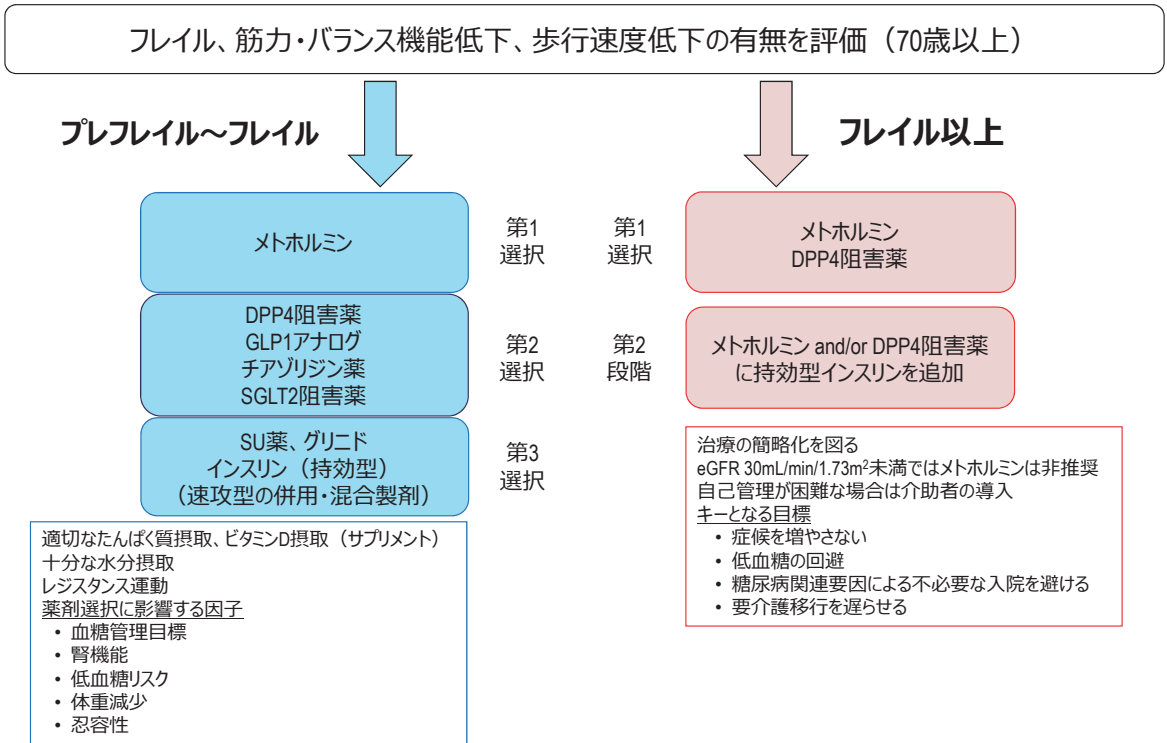 フレイル、筋力・バランス機能低下、歩行速度低下の有無を評価（70歳以上）
プレフレイル～フレイル
フレイル以上
メトホルミン
第1
選択
DPP4阻害薬
GLP1アナログ
チアゾリジン薬
SGLT2阻害薬
第2
選択
SU薬、グリニド
インスリン（持効型）
（速攻型の併用・混合製剤）
第3
選択
適切なたんぱく質摂取、ビタミンD摂取（サプリメント）
十分な水分摂取
レジスタンス運動
薬剤選択に影響する因子
• 血糖管理目標
• 腎機能
• 低血糖リスク
• 体重減少
• 忍容性
第1
選択
メトホルミン
DPP4阻害薬
第2
段階
メトホルミン and/or DPP4阻害薬
に持効型インスリンを追加
治療の簡略化を図る
eGFR 30mL/min/1.73m²未満ではメトホルミンは非推奨
自己管理が困難な場合は介助者の導入
キーとなる目標
• 症候を増やさない
• 低血糖の回避
• 糖尿病関連要因による不必要な入院を避ける
• 要介護移行を遅らせる